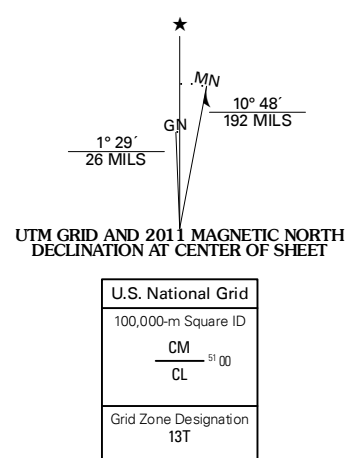 ★
MN
GN
10° 48´
192 MILS
1° 29´
26 MILS
UTM GRID AND 2011 MAGNETIC NORTH
DECLINATION AT CENTER OF SHEET
U.S. National Grid
100,000-m Square ID
CM
51 00
CL
Grid Zone Designation
13T